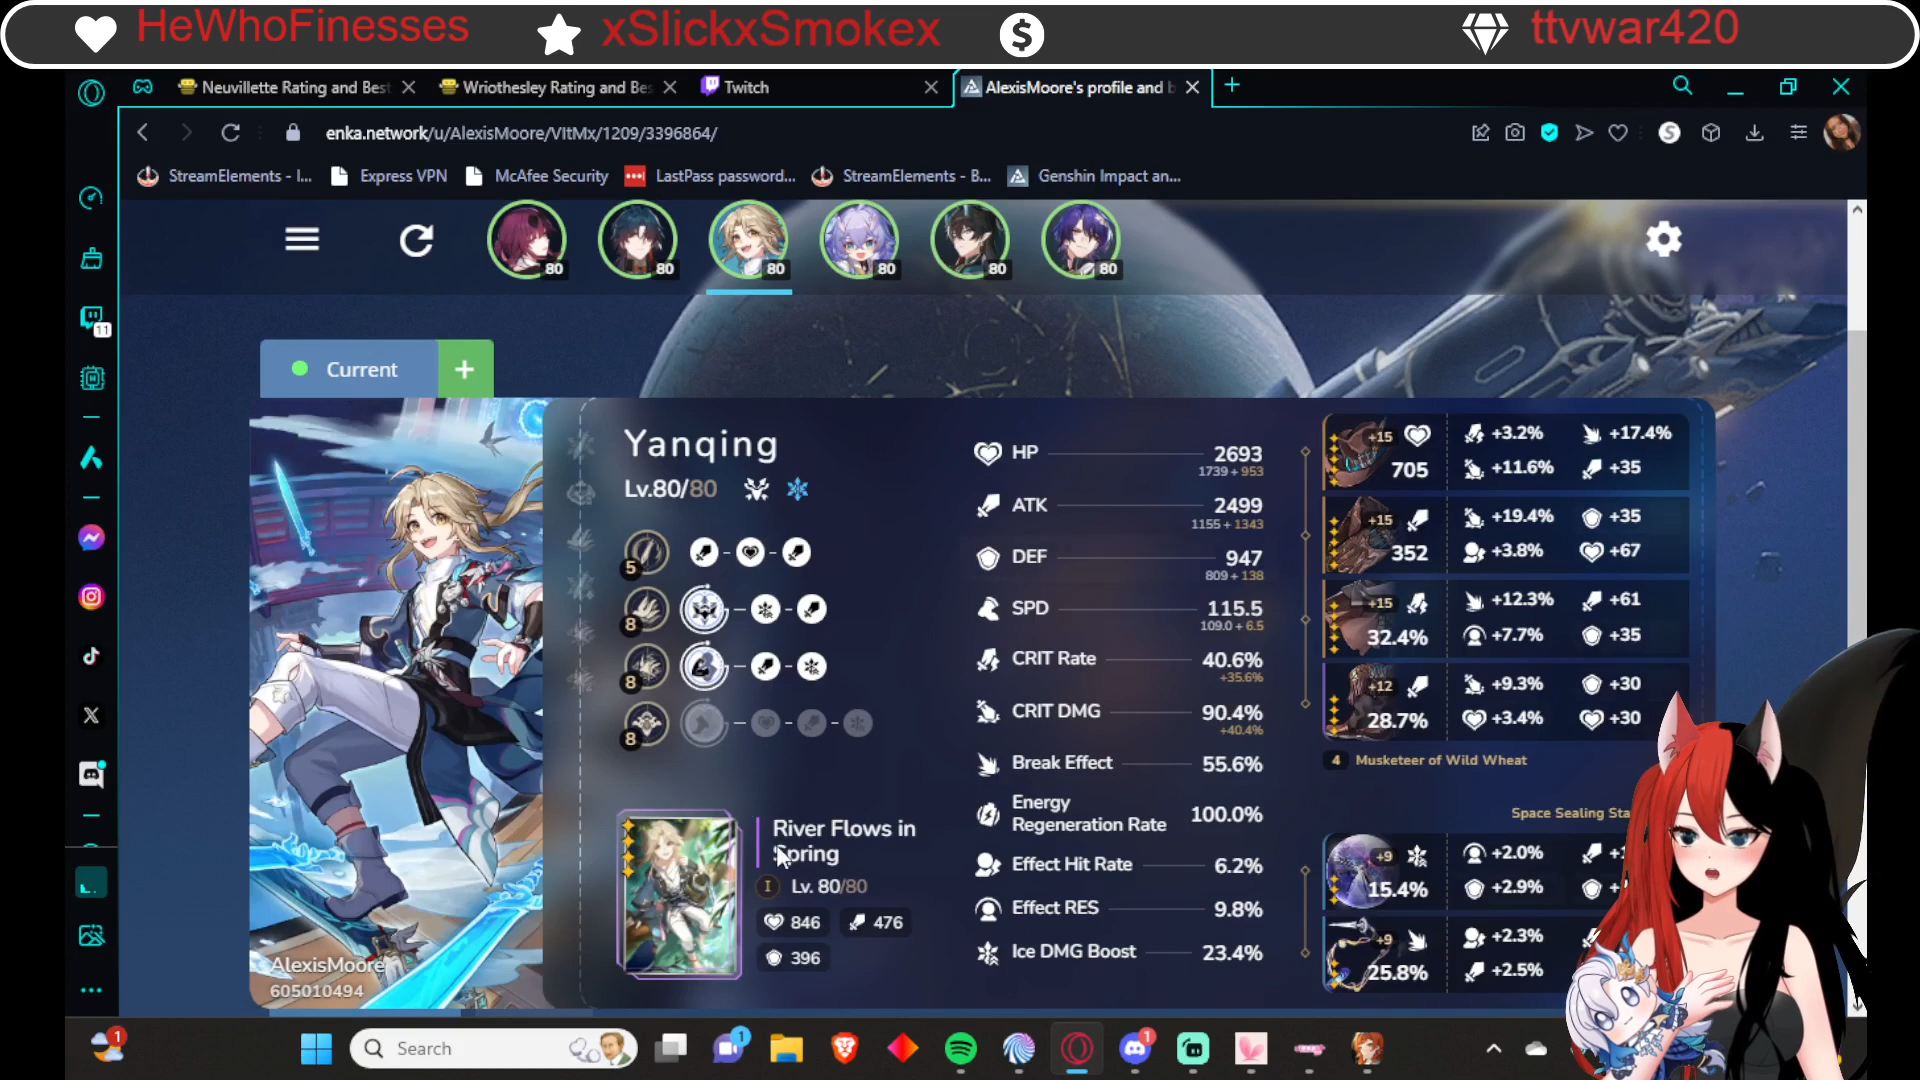 HeWhoFinesses xSlickxSmokex ttvwar420
Neuvillette Rating and Best Wriothesley Rating and Bes Twitch AlexisMoore's profile and b
enka.network/u/AlexisMoore/VItMx/1209/3396864/
StreamElements - I... Express VPN McAfee Security LastPass password... StreamElements - B... Genshin Impact an...
11
80 80 80 80 80 80
Current +
Yanqing
Lv.80/80
5
8
8
8
River Flows in
Spring
I Lv. 80/80
846 476
396
AlexisMoore
605010494
HP 2693
1739 + 953
ATK 2499
1155 + 1343
DEF 947
809 + 138
SPD 115.5
109.0 + 6.5
CRIT Rate 40.6%
+35.6%
CRIT DMG 90.4%
+40.4%
Break Effect 55.6%
Energy
Regeneration Rate 100.0%
Effect Hit Rate 6.2%
Effect RES 9.8%
Ice DMG Boost 23.4%
+15 705 +3.2% +17.4%
+11.6% +35
+15 352 +19.4% +35
+3.8% +67
+15 32.4% +12.3% +61
+7.7% +35
+12 28.7% +9.3% +30
+3.4% +30
4 Musketeer of Wild Wheat
Space Sealing Sta
+9 15.4% +2.0%
+2.9%
+9 25.8% +2.3%
+2.5%
1 Search 1 1